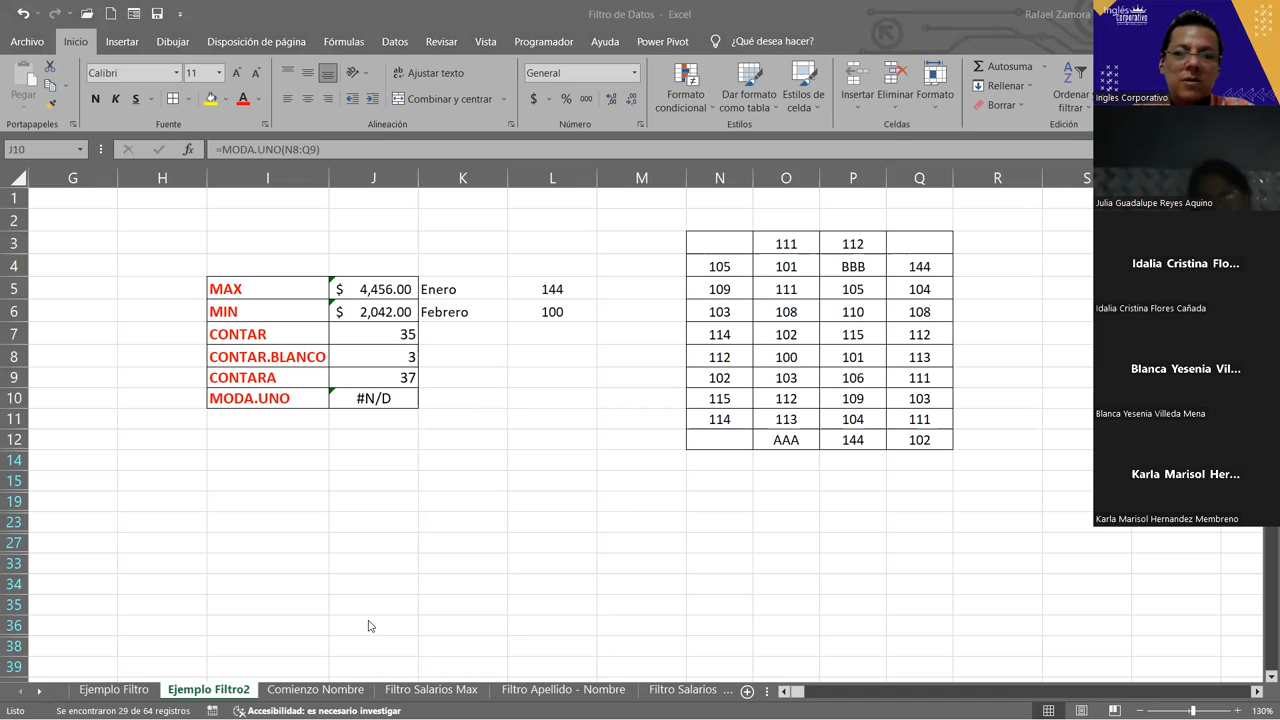 Filtro de Datos - Excel
Rafael Zamora
Archivo Inicio Insertar Dibujar Disposición de página Fórmulas Datos Revisar Vista Programador Ayuda Power Pivot ¿Qué desea hacer?
Pegar
Calibri 11
Ajustar texto
Combinar y centrar
General
Formato condicional
Dar formato como tabla
Estilos de celda
Insertar Eliminar Formato
Autosuma
Rellenar
Borrar
Ordenar filtrar
Portapapeles Fuente Alineación Número Estilos Celdas Edición
J10 =MODA.UNO(N8:Q9)
G H I J K L M N O P Q R S
1
2
3 111 112
4 105 101 BBB 144
5 MAX $ 4,456.00 Enero 144 109 111 105 104
6 MIN $ 2,042.00 Febrero 100 103 108 110 108
7 CONTAR 35 114 102 115 112
8 CONTAR.BLANCO 3 112 100 101 113
9 CONTARA 37 102 103 106 111
10 MODA.UNO #N/D 115 112 109 103
11 114 113 104 111
12 AAA 144 102
14
15
19
23
27
33
34
35
36
38
39
Ejemplo Filtro Ejemplo Filtro2 Comienzo Nombre Filtro Salarios Max Filtro Apellido - Nombre Filtro Salarios ...
Listo Se encontraron 29 de 64 registros Accesibilidad: es necesario investigar 130%
Inglés Corporativo
Ingles Corporativo
Julia Guadalupe Reyes Aquino
Idalia Cristina Flo...
Idalia Cristina Flores Cañada
Blanca Yesenia Vil...
Blanca Yesenia Villeda Mena
Karla Marisol Her...
Karla Marisol Hernandez Membreno